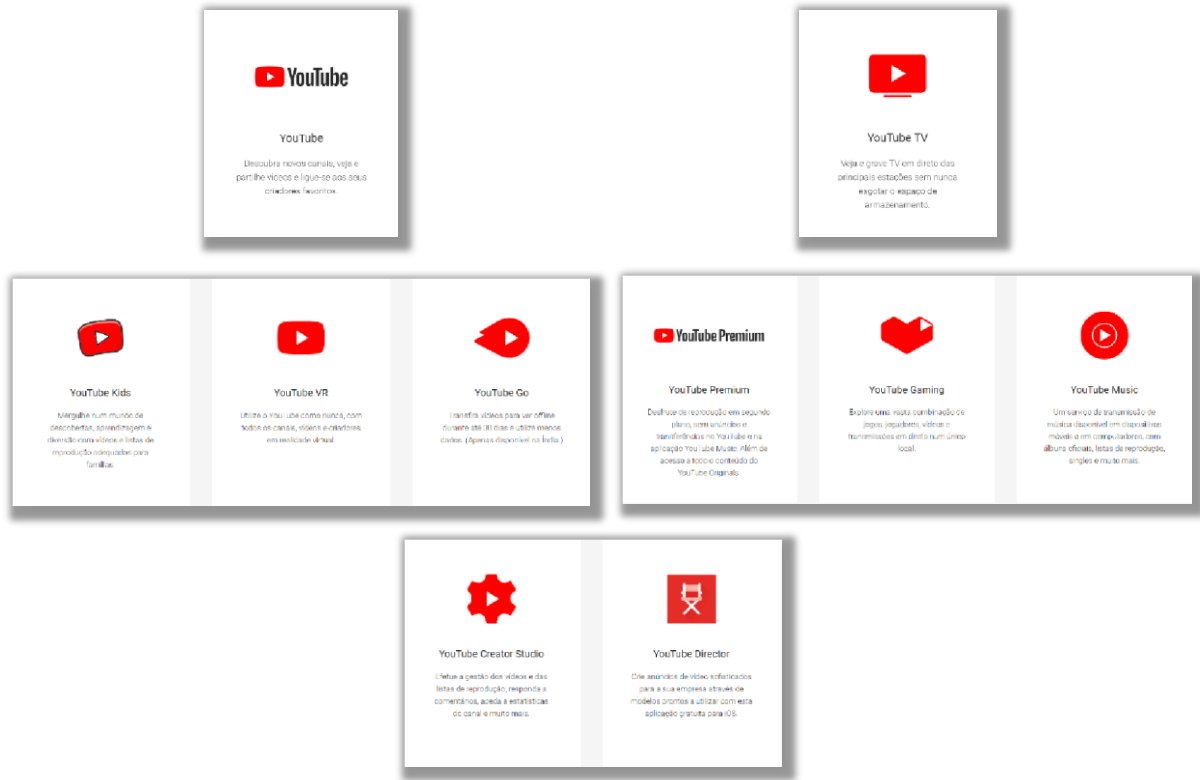 YouTube
YouTube
Descubra novos canais, veja e
partilhe vídeos e ligue-se aos seus
criadores favoritos.
YouTube TV
Veja e grave TV em direto das
principais estações sem nunca
esgotar o espaço de
armazenamento.
YouTube Kids
Mergulhe num mundo de
descobertas, aprendizagem e
diversão com vídeos e listas de
reprodução adequados para
famílias.
YouTube VR
Utilize o YouTube como nunca, com
todos os canais, vídeos e criadores
em realidade virtual.
YouTube Go
Transfira vídeos para ver offline
durante até 30 dias e utilize menos
dados. (Apenas disponível na Índia.)
YouTube Premium
YouTube Premium
Desfrute de reprodução em segundo
plano, sem anúncios e
transferências no YouTube e na
aplicação YouTube Music. Além de
acesso a todo o conteúdo do
YouTube Originals.
YouTube Gaming
Explore uma vasta combinação de
jogos, jogadores, vídeos e
transmissões em direto num único
local.
YouTube Music
Um serviço de transmissão de
música disponível em dispositivos
móveis e em computadores, com
álbuns oficiais, listas de reprodução,
singles e muito mais.
YouTube Creator Studio
Efetue a gestão dos vídeos e das
listas de reprodução, responda a
comentários, aceda a estatísticas
do canal e muito mais.
YouTube Director
Crie anúncios de vídeo sofisticados
para a sua empresa através de
modelos prontos a utilizar com esta
aplicação gratuita para iOS.